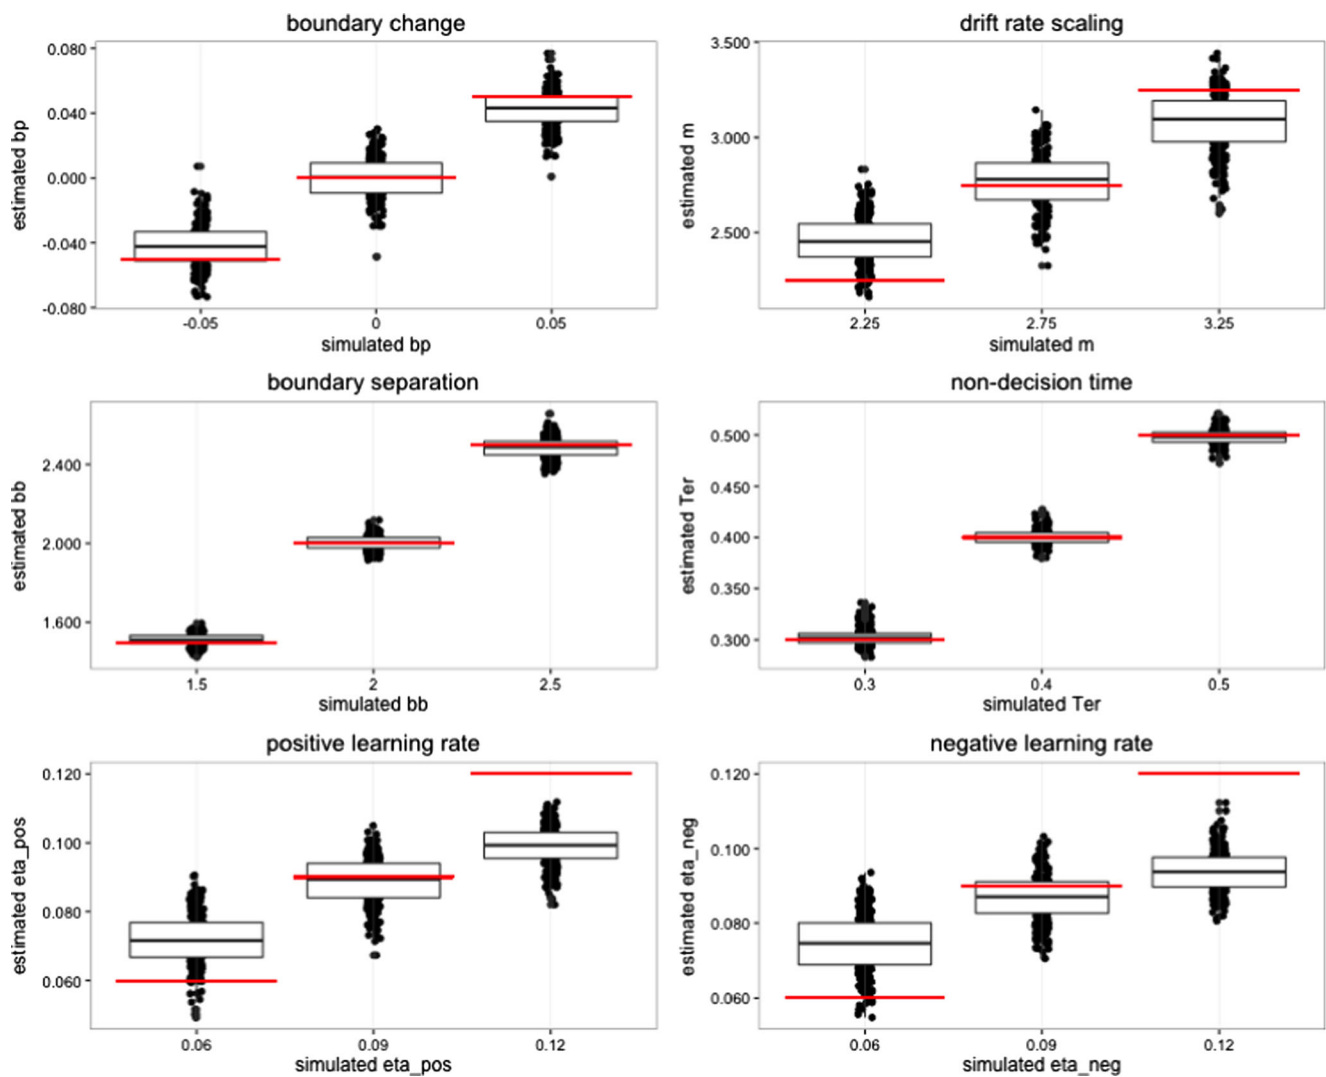 boundary change
0.080
0.040
0.000
-0.040
-0.080
estimated bp
-0.05 0 0.05
simulated bp
drift rate scaling
3.500
3.000
2.500
estimated m
2.25 2.75 3.25
simulated m
boundary separation
2.400
2.000
1.600
estimated bb
1.5 2 2.5
simulated bb
non-decision time
0.500
0.450
0.400
0.350
0.300
estimated Ter
0.3 0.4 0.5
simulated Ter
positive learning rate
0.120
0.100
0.080
0.060
estimated eta_pos
0.06 0.09 0.12
simulated eta_pos
negative learning rate
0.120
0.100
0.080
0.060
estimated eta_neg
0.06 0.09 0.12
simulated eta_neg